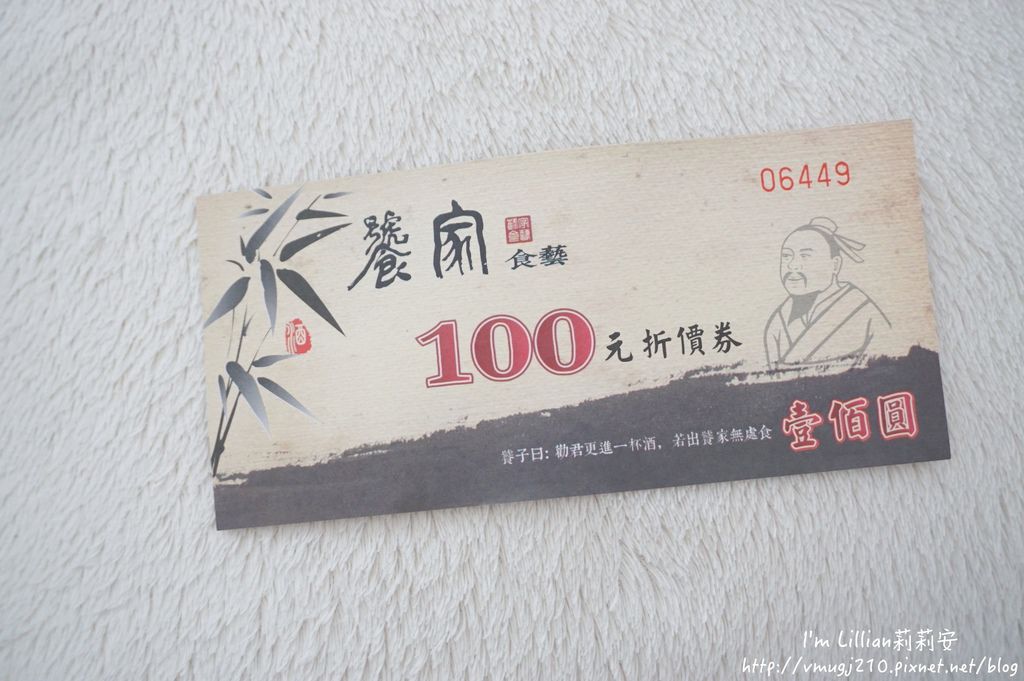 06449
饕家
食藝
酒
100元折價券
饕子曰: 勸君更進一杯酒, 若出饕家無處食
壹佰圓
I'm Lillian莉莉安
http://vmugj210.pixnet.net/blog